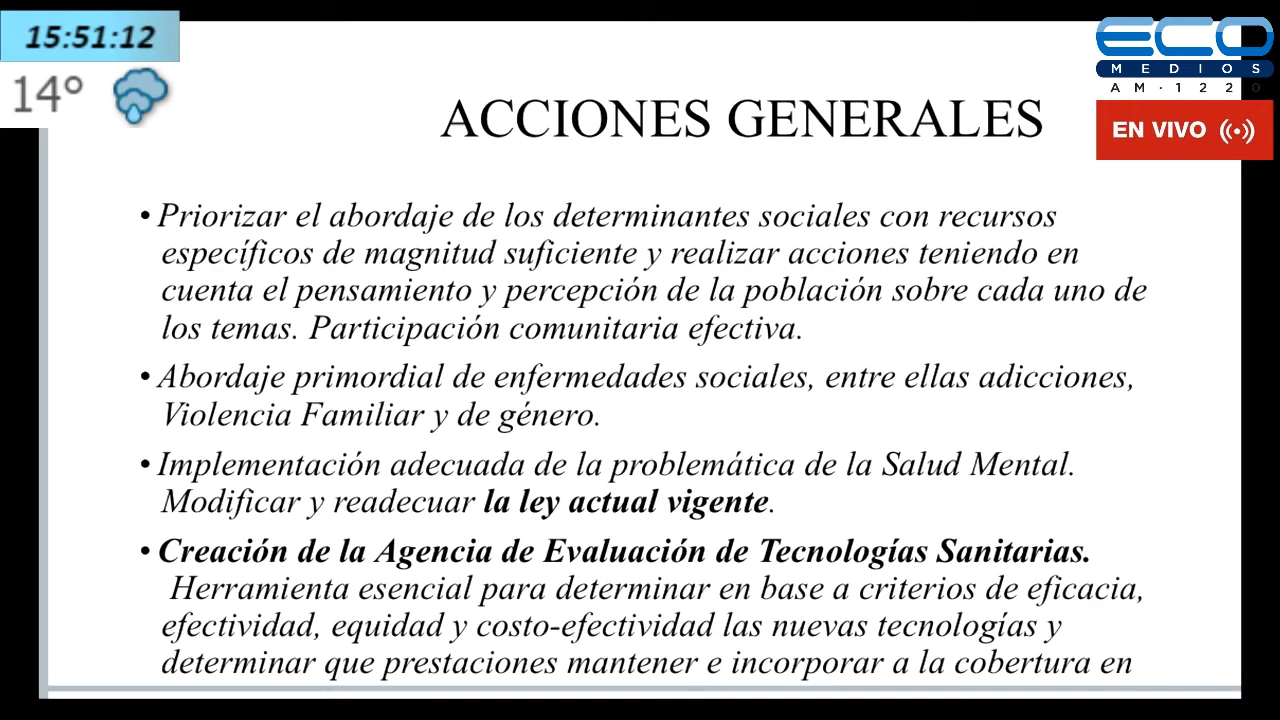 15:51:12
14°
ECO
MEDIOS
AM·1220
EN VIVO
ACCIONES GENERALES
• Priorizar el abordaje de los determinantes sociales con recursos
específicos de magnitud suficiente y realizar acciones teniendo en
cuenta el pensamiento y percepción de la población sobre cada uno de
los temas. Participación comunitaria efectiva.
• Abordaje primordial de enfermedades sociales, entre ellas adicciones,
Violencia Familiar y de género.
• Implementación adecuada de la problemática de la Salud Mental.
Modificar y readecuar la ley actual vigente.
• Creación de la Agencia de Evaluación de Tecnologías Sanitarias.
Herramienta esencial para determinar en base a criterios de eficacia,
efectividad, equidad y costo-efectividad las nuevas tecnologías y
determinar que prestaciones mantener e incorporar a la cobertura en